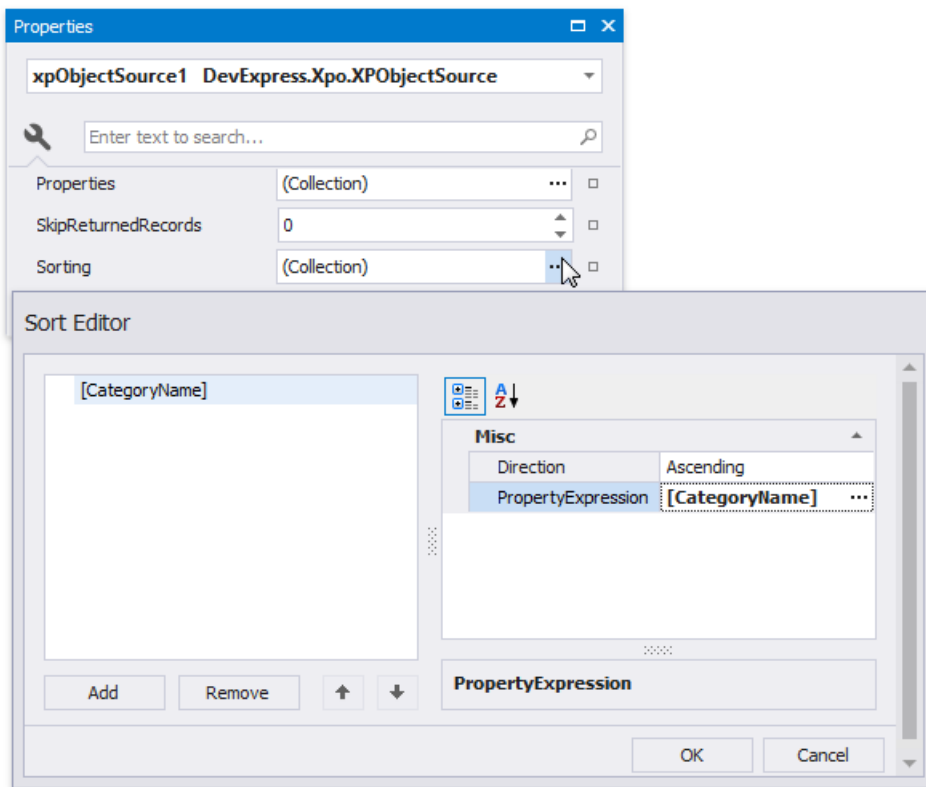 Properties
xpObjectSource1 DevExpress.Xpo.XPObjectSource
Enter text to search...
Properties (Collection) ...
SkipReturnedRecords 0
Sorting (Collection) ...
Sort Editor
[CategoryName]
A
Z
Misc
Direction Ascending
PropertyExpression [CategoryName] ...
Add Remove
PropertyExpression
OK Cancel